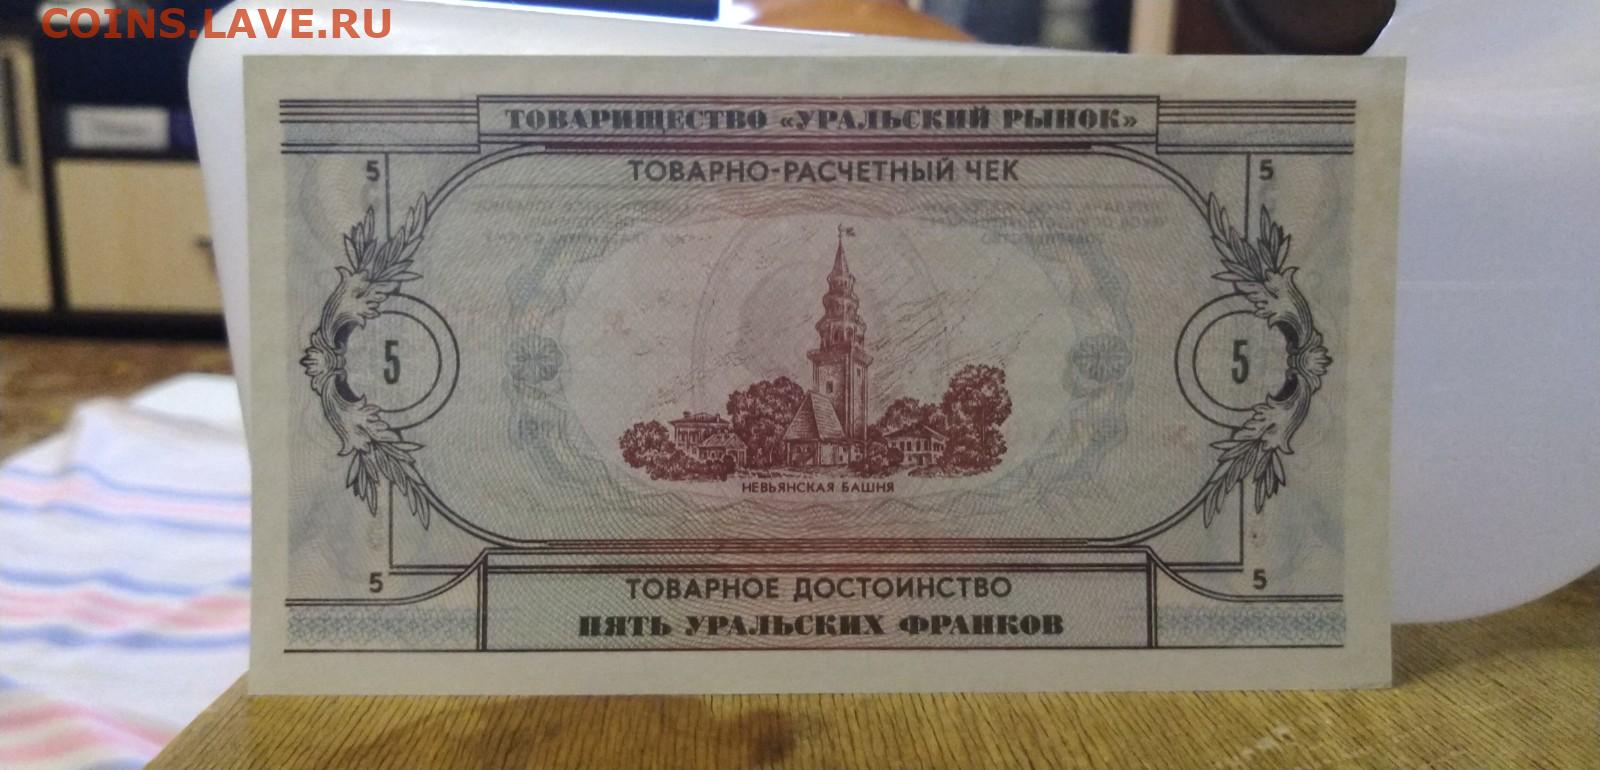 COINS.LAVE.RU
ТОВАРИЩЕСТВО «УРАЛЬСКИЙ РЫНОК»
ТОВАРНО-РАСЧЕТНЫЙ ЧЕК
5 5
5 5
НЕВЬЯНСКАЯ БАШНЯ
5 5
ТОВАРНОЕ ДОСТОИНСТВО
ПЯТЬ УРАЛЬСКИХ ФРАНКОВ